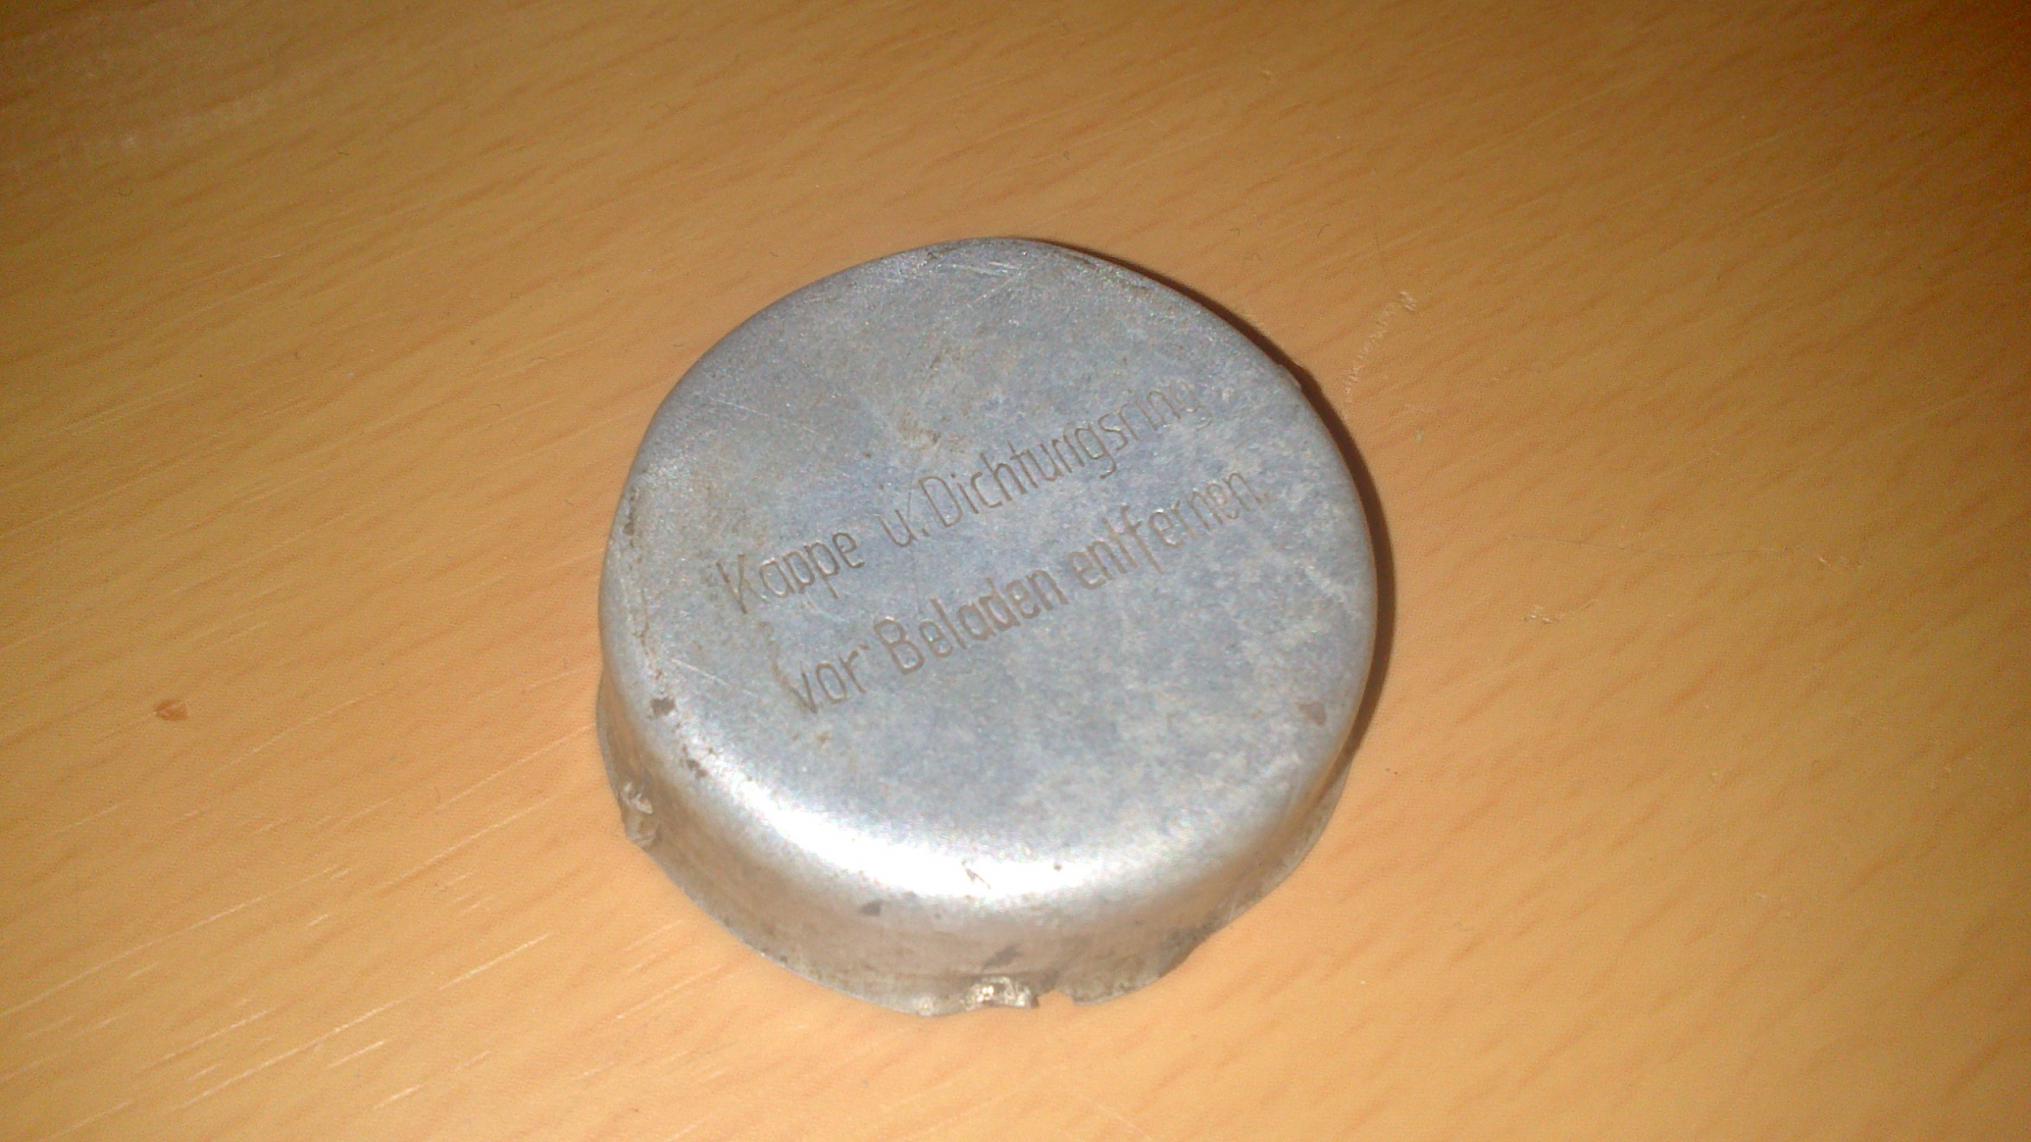 Kappe u. Dichtungsring
vor Beladen entfernen.